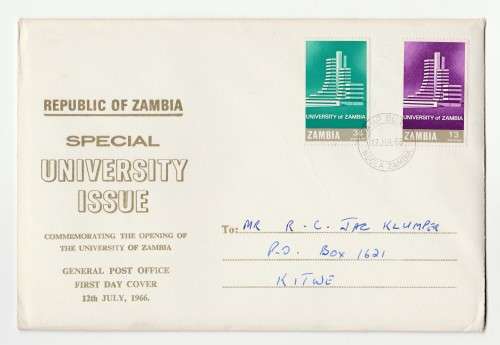 REPUBLIC OF ZAMBIA
SPECIAL
UNIVERSITY
ISSUE
COMMEMORATING THE OPENING OF
THE UNIVERSITY OF ZAMBIA
GENERAL POST OFFICE
FIRST DAY COVER
12th JULY, 1966.
UNIVERSITY of ZAMBIA
ZAMBIA
UNIVERSITY of ZAMBIA
ZAMBIA
To: MR R. C. JAC KLUMPER
P.O. BOX 1621
KITWE